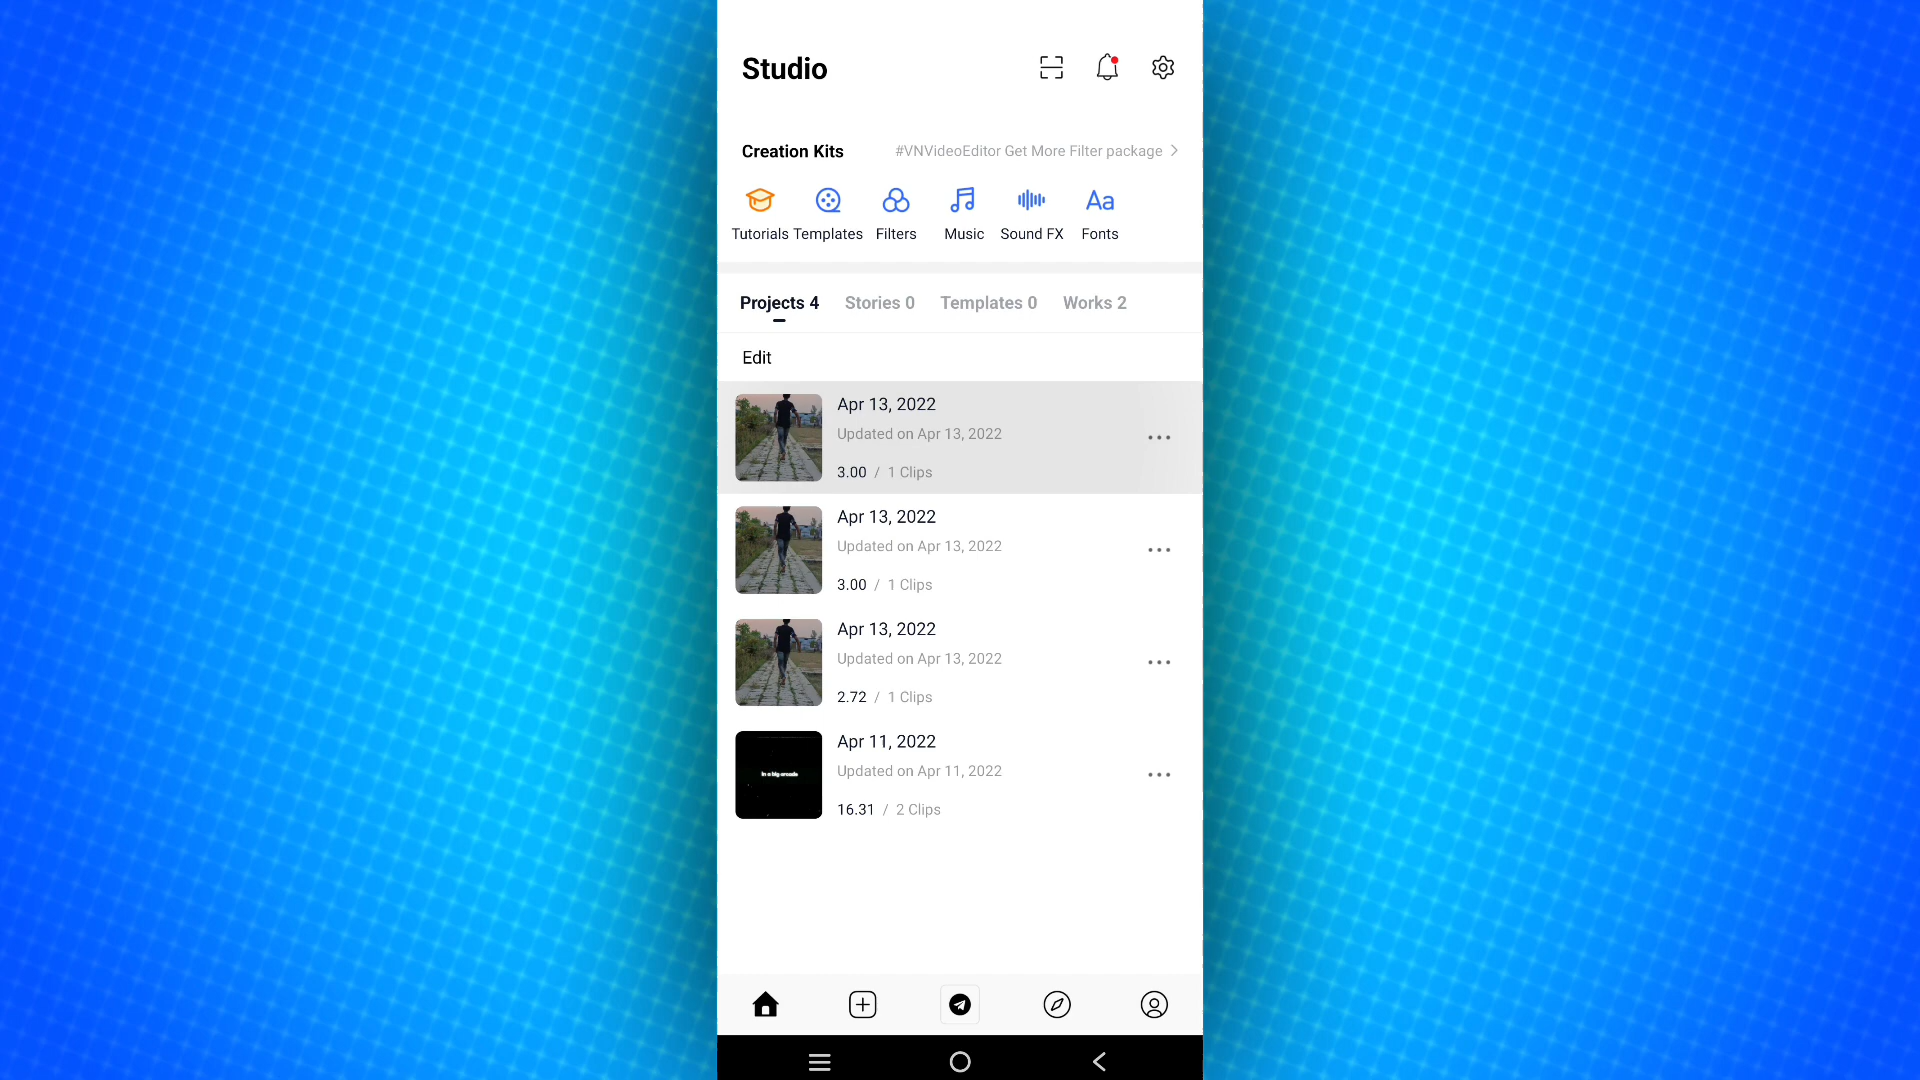 Studio
Creation Kits #VNVideoEditor Get More Filter package
Tutorials Templates Filters Music Sound FX Fonts
Projects 4 Stories 0 Templates 0 Works 2
Edit
Apr 13, 2022
Updated on Apr 13, 2022
3.00 / 1 Clips
Apr 13, 2022
Updated on Apr 13, 2022
3.00 / 1 Clips
Apr 13, 2022
Updated on Apr 13, 2022
2.72 / 1 Clips
In a big arcade
Apr 11, 2022
Updated on Apr 11, 2022
16.31 / 2 Clips